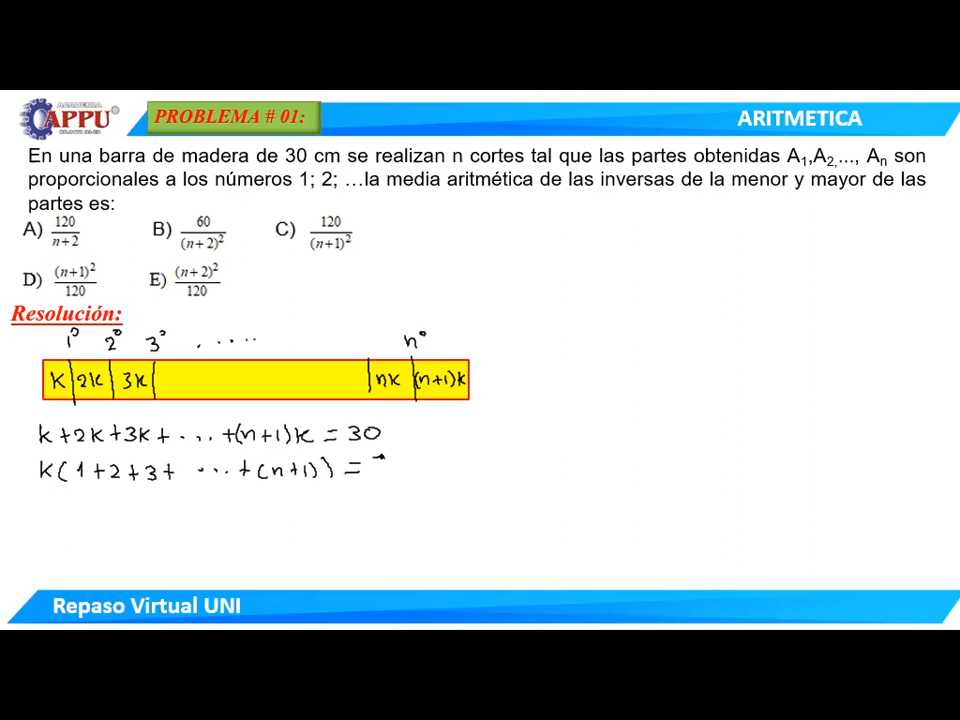 ACADEMIA
APPU
PROBLEMA # 01:
ARITMETICA
En una barra de madera de 30 cm se realizan n cortes tal que las partes obtenidas A₁,A₂,..., Aₙ son
proporcionales a los números 1; 2; …la media aritmética de las inversas de la menor y mayor de las
partes es:
A) 120/(n+2) B) 60/(n+2)² C) 120/(n+1)²
D) (n+1)²/120 E) (n+2)²/120
Resolución:
1° 2° 3° ..... n°
k 2k 3k nk (n+1)k
k+2k+3k+....+(n+1)k = 30
k(1+2+3+ ....+(n+1)) =
Repaso Virtual UNI